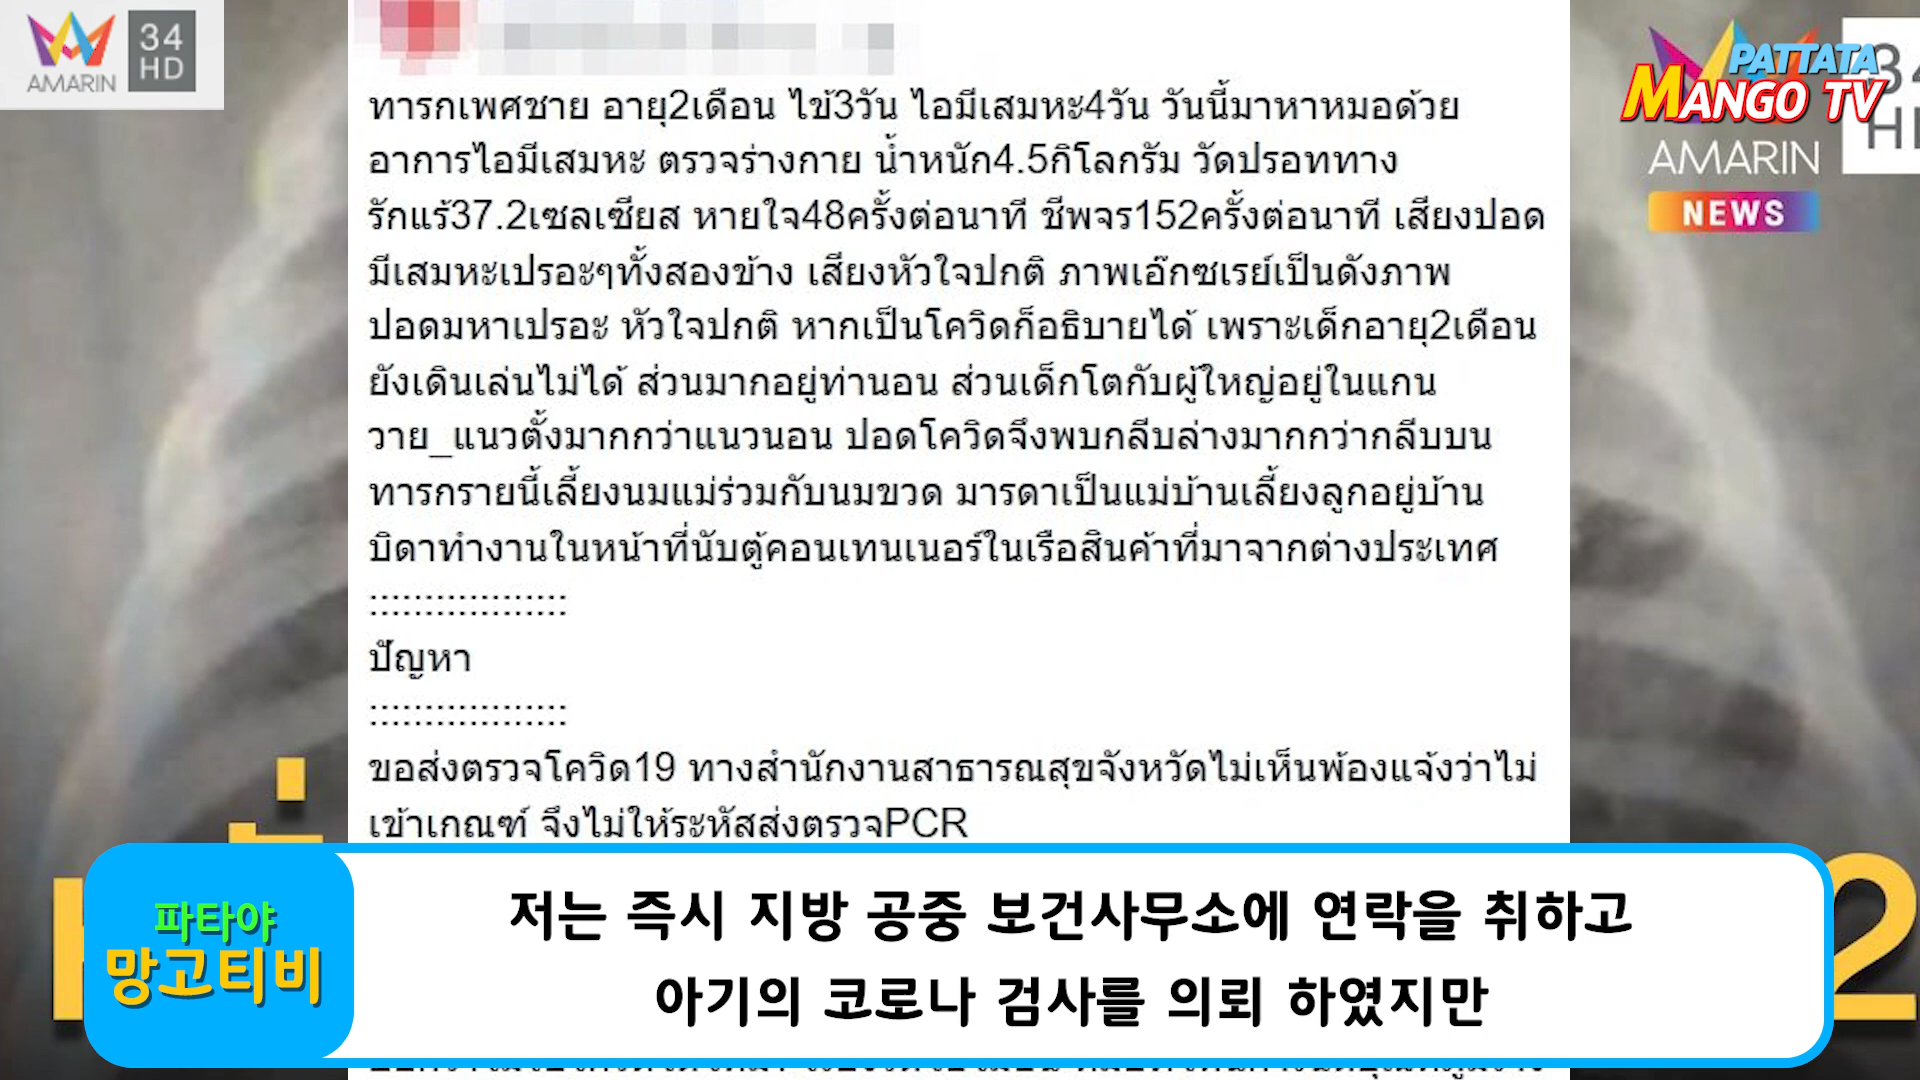 AMARIN
34
HD
PATTATA
MANGO TV
AMARIN
NEWS
ทารกเพศชาย อายุ2เดือน ไข้3วัน ไอมีเสมหะ4วัน วันนี้มาหาหมอด้วย
อาการไอมีเสมหะ ตรวจร่างกาย น้ำหนัก4.5กิโลกรัม วัดปรอททาง
รักแร้37.2เซลเซียส หายใจ48ครั้งต่อนาที ชีพจร152ครั้งต่อนาที เสียงปอด
มีเสมหะเปรอะๆทั้งสองข้าง เสียงหัวใจปกติ ภาพเอ๊กซเรย์เป็นดังภาพ
ปอดมหาเปรอะ หัวใจปกติ หากเป็นโควิดก็อธิบายได้ เพราะเด็กอายุ2เดือน
ยังเดินเล่นไม่ได้ ส่วนมากอยู่ท่านอน ส่วนเด็กโตกับผู้ใหญ่อยู่ในแกน
วาย_แนวตั้งมากกว่าแนวนอน ปอดโควิดจึงพบกลีบล่างมากกว่ากลีบบน
ทารกรายนี้เลี้ยงนมแม่ร่วมกับนมขวด มารดาเป็นแม่บ้านเลี้ยงลูกอยู่บ้าน
บิดาทำงานในหน้าที่นับตู้คอนเทนเนอร์ในเรือสินค้าที่มาจากต่างประเทศ
::::::::::::::::::
ปัญหา
::::::::::::::::::
ขอส่งตรวจโควิด19 ทางสำนักงานสาธารณสุขจังหวัดไม่เห็นพ้องแจ้งว่าไม่
เข้าเกณฑ์ จึงไม่ให้ระหัสส่งตรวจPCR
파타야
망고티비
저는 즉시 지방 공중 보건사무소에 연락을 취하고
아기의 코로나 검사를 의뢰 하였지만
2